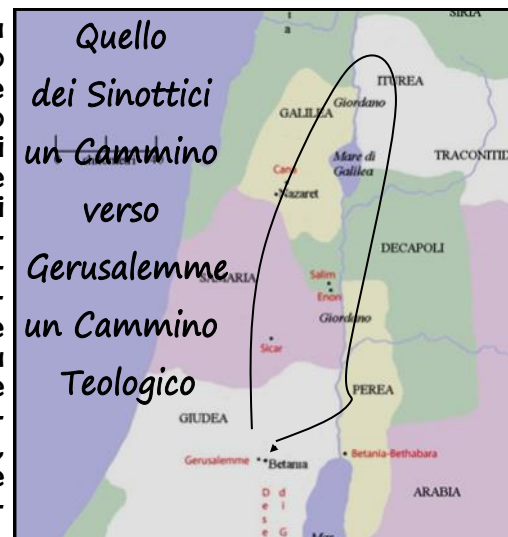 Quello
dei Sinottici
un Cammino
verso
Gerusalemme
un Cammino
Teologico
SIRIA
ITUREA
Giordano
GALILEA
Mare di
Galilea
TRACONITID
Cana
Nazaret
DECAPOLI
SAMARIA
Salim
Enon
Giordano
Sicar
PEREA
GIUDEA
Gerusalemme
Betania
Betania-Bethabara
ARABIA